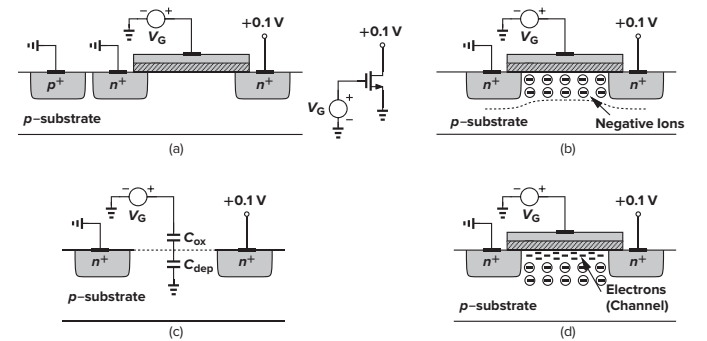 +0.1 V
V_G
p+
n+
n+
p-substrate
(a)
+0.1 V
V_G
+0.1 V
V_G
n+
n+
p-substrate
Negative Ions
(b)
+0.1 V
V_G
C_ox
C_dep
n+
n+
p-substrate
(c)
+0.1 V
V_G
n+
n+
Electrons
(Channel)
p-substrate
(d)